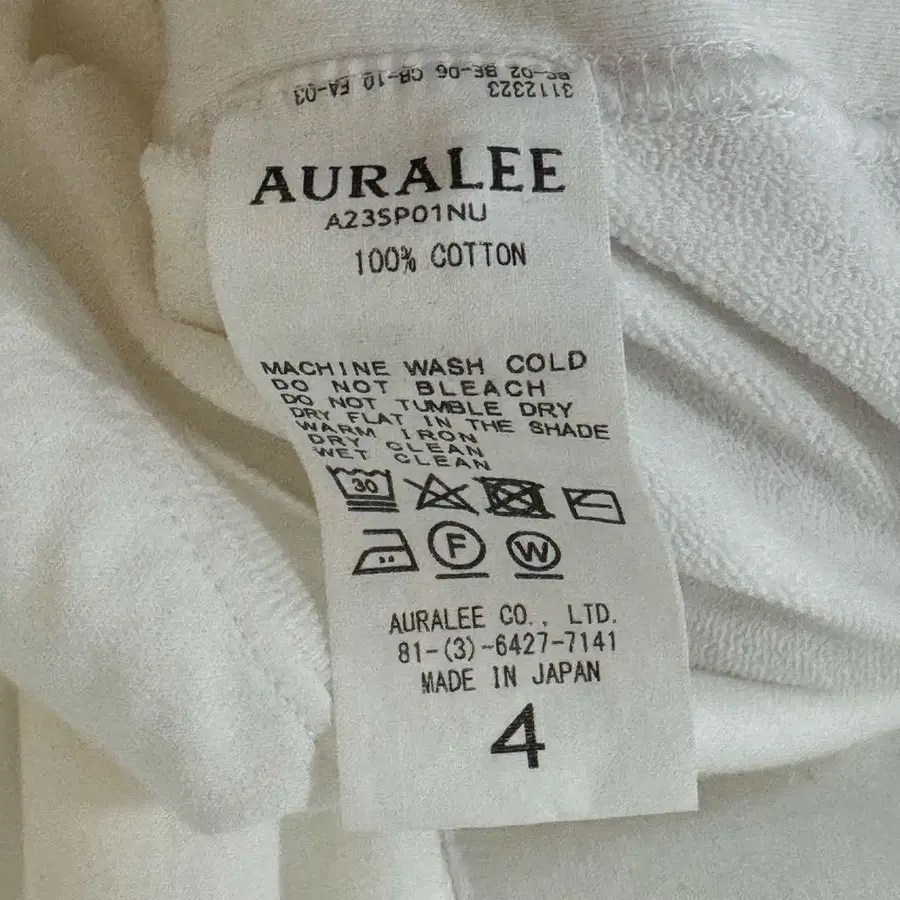 3112323
BC-02 BE-06 CB-10 EA-03
AURALEE
A23SP01NU
100% COTTON
MACHINE WASH COLD
DO NOT BLEACH
DO NOT TUMBLE DRY
DRY FLAT IN THE SHADE
WARM IRON
DRY CLEAN
WET CLEAN
30
F W
AURALEE CO., LTD.
81-(3)-6427-7141
MADE IN JAPAN
4